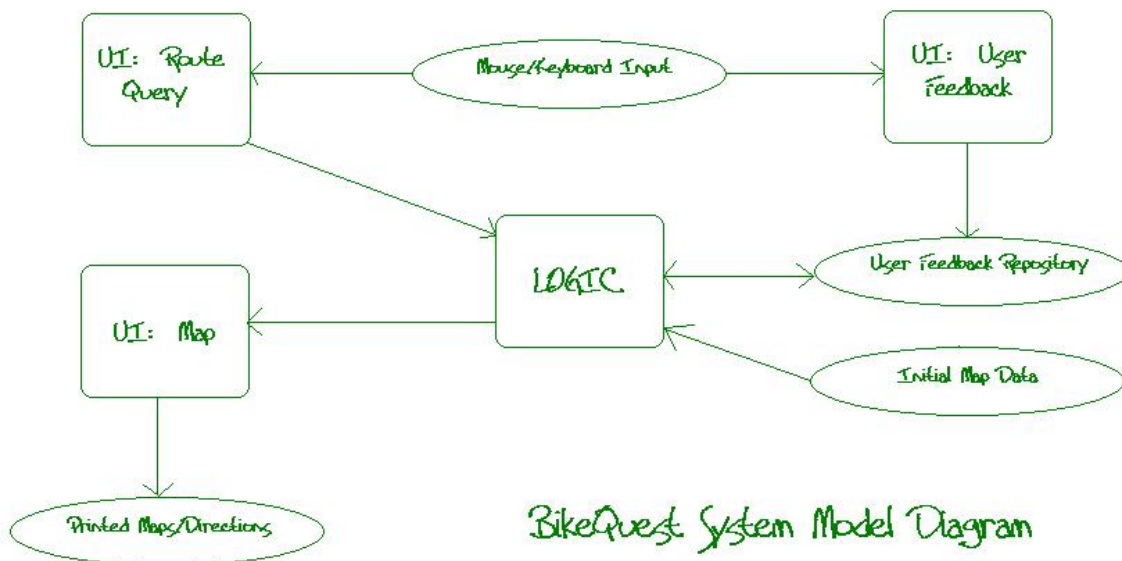 UI: Route
Query
Mouse/Keyboard Input
UI: User
Feedback
LOGIC
User Feedback Repository
UI: Map
Initial Map Data
Printed Maps/Directions
BikeQuest System Model Diagram